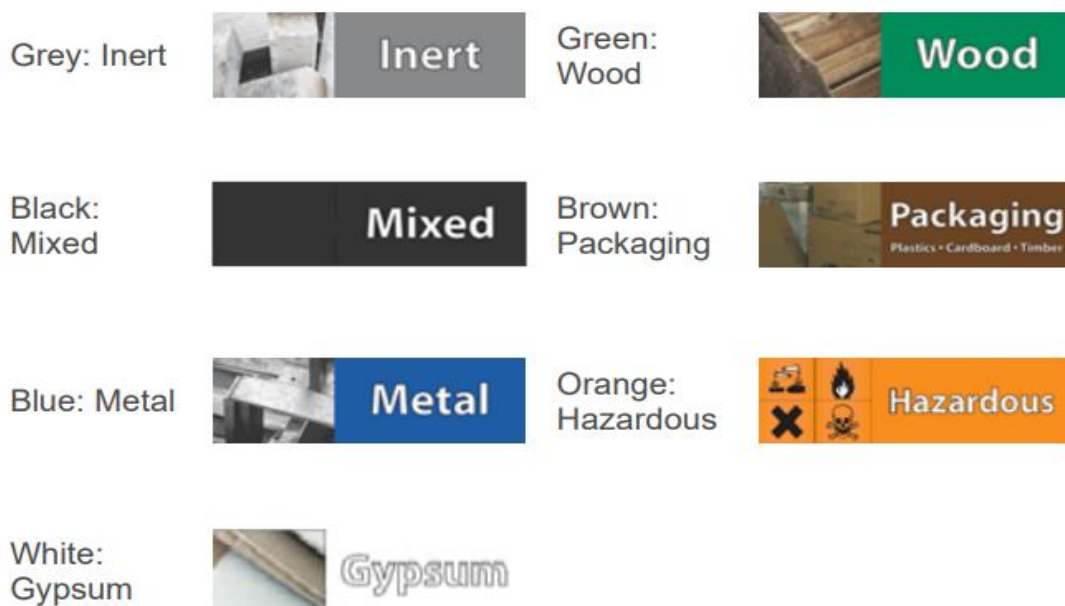 Grey: Inert
Inert
Green:
Wood
Wood
Black:
Mixed
Mixed
Brown:
Packaging
Packaging
Plastics • Cardboard • Timber
Blue: Metal
Metal
Orange:
Hazardous
Hazardous
White:
Gypsum
Gypsum